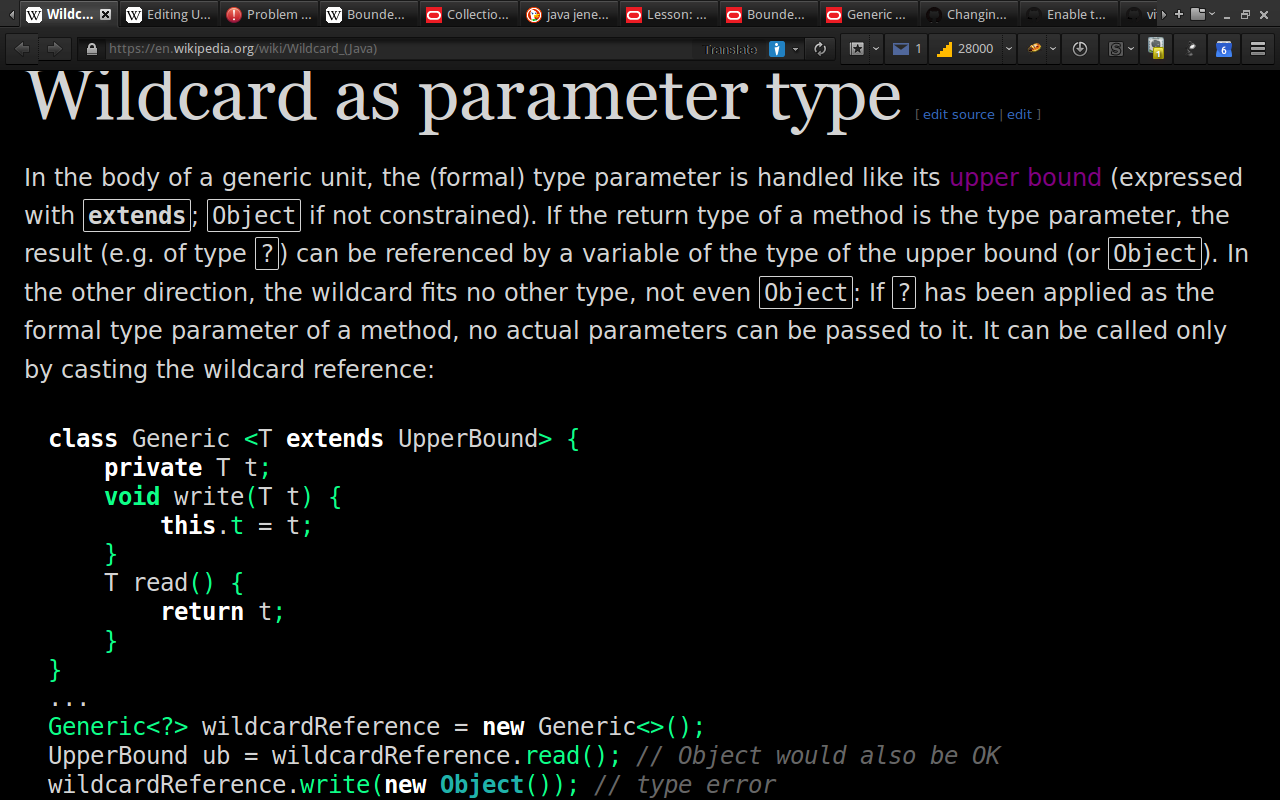 Wildc...
Editing U...
Problem ...
Bounde...
Collectio...
java jene...
Lesson: ...
Bounde...
Generic ...
Changin...
Enable t...
vi
https://en.wikipedia.org/wiki/Wildcard_(Java)
Translate
1
28000
1
6
Wildcard as parameter type [ edit source | edit ]
In the body of a generic unit, the (formal) type parameter is handled like its upper bound (expressed
with extends; Object if not constrained). If the return type of a method is the type parameter, the
result (e.g. of type ?) can be referenced by a variable of the type of the upper bound (or Object). In
the other direction, the wildcard fits no other type, not even Object: If ? has been applied as the
formal type parameter of a method, no actual parameters can be passed to it. It can be called only
by casting the wildcard reference:
class Generic <T extends UpperBound> {
    private T t;
    void write(T t) {
        this.t = t;
    }
    T read() {
        return t;
    }
}
...
Generic<?> wildcardReference = new Generic<>();
UpperBound ub = wildcardReference.read(); // Object would also be OK
wildcardReference.write(new Object()); // type error